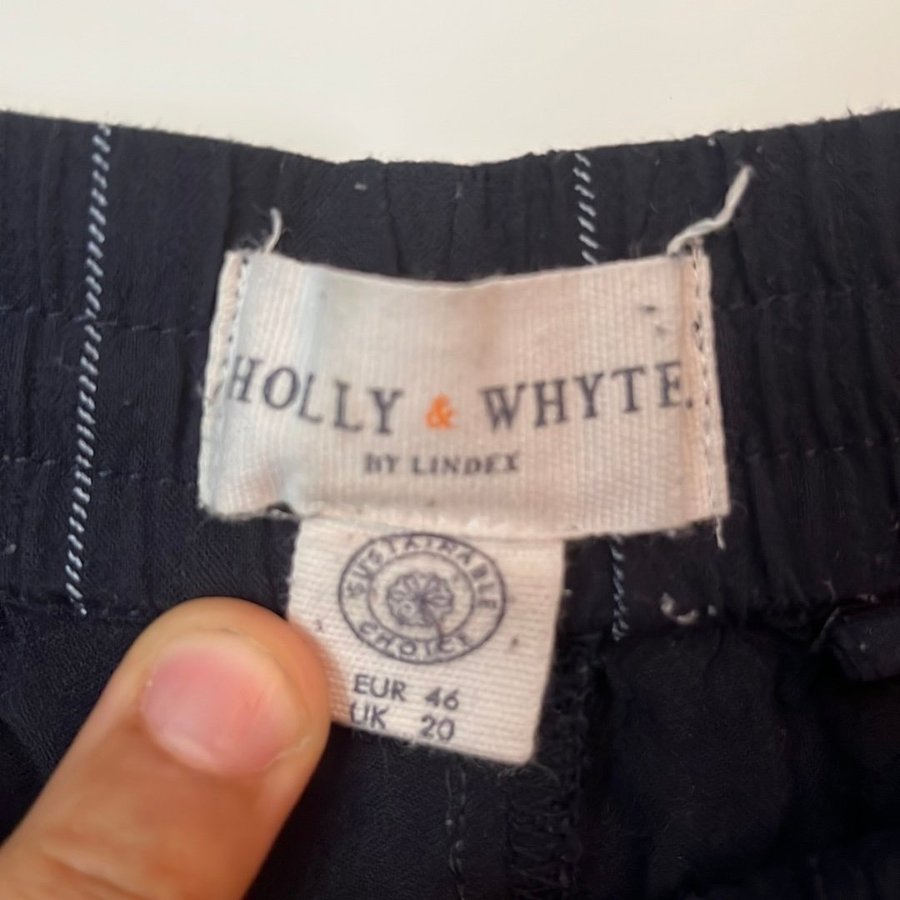 HOLLY & WHYTE
BY LINDEX
SUSTAINABLE
CHOICE
EUR 46
UK 20